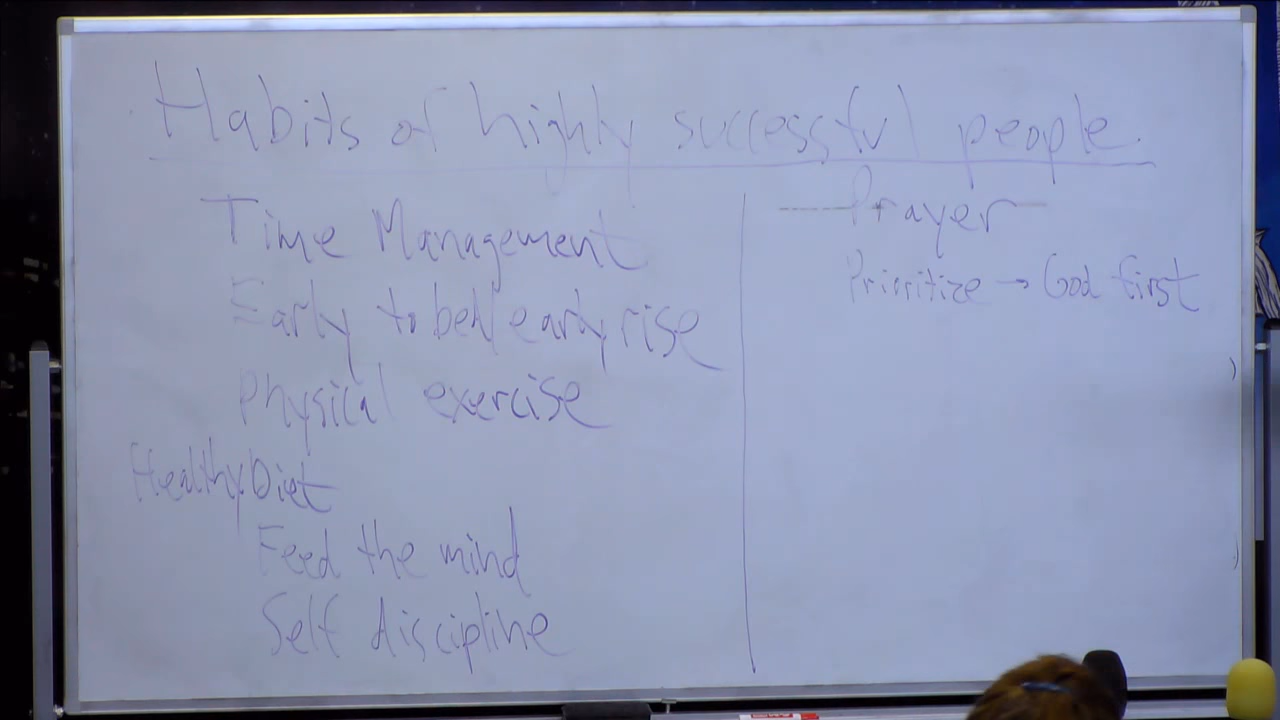 Habits of highly successful people
Time Management
Early to bed/early rise
Physical exercise
Healthy Diet
Feed the mind
Self discipline
Prayer
Prioritize → God first